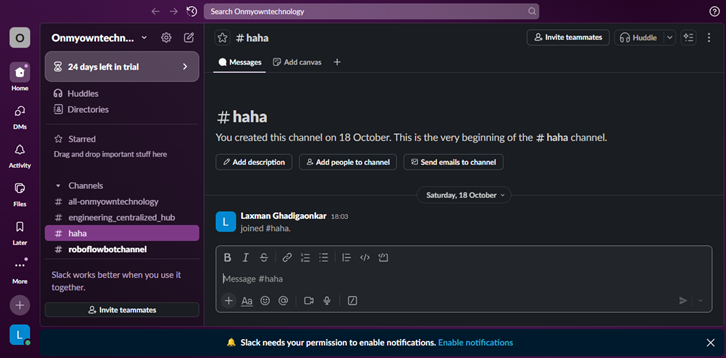 Search Onmyowntechnology
O
Onmyowntechn...
24 days left in trial
Home
DMs
Activity
Files
Later
More
L
Huddles
Directories
Starred
Drag and drop important stuff here
Channels
# all-onmyowntechnology
# engineering_centralized_hub
# haha
# roboflowbotchannel
Slack works better when you use it
together.
Invite teammates
# haha
Invite teammates
Huddle
Messages
Add canvas
# haha
You created this channel on 18 October. This is the very beginning of the # haha channel.
Add description
Add people to channel
Send emails to channel
Saturday, 18 October
L
Laxman Ghadigaonkar 18:03
joined #haha.
B I S
Message #haha
Aa
Slack needs your permission to enable notifications. Enable notifications